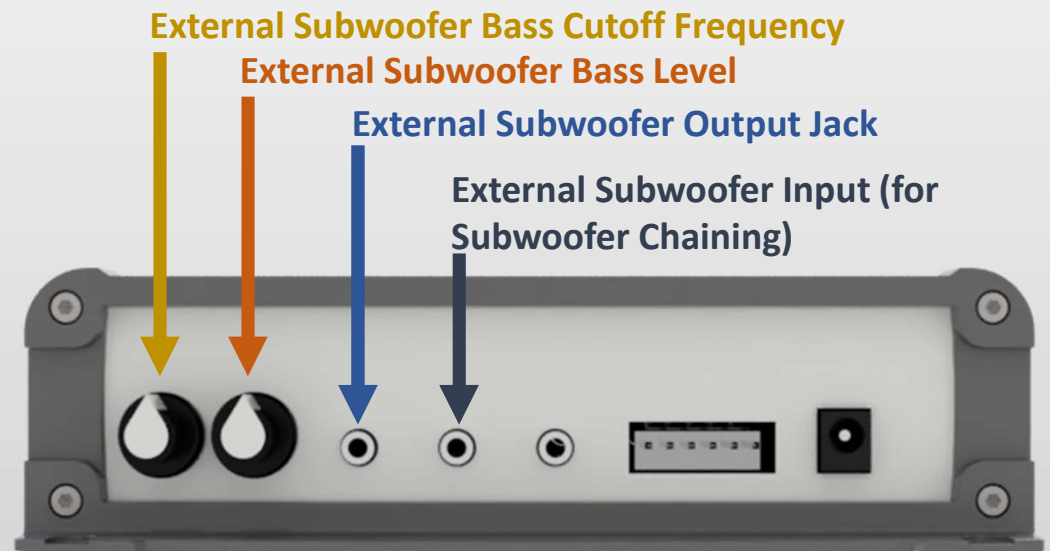 External Subwoofer Bass Cutoff Frequency
External Subwoofer Bass Level
External Subwoofer Output Jack
External Subwoofer Input (for
Subwoofer Chaining)